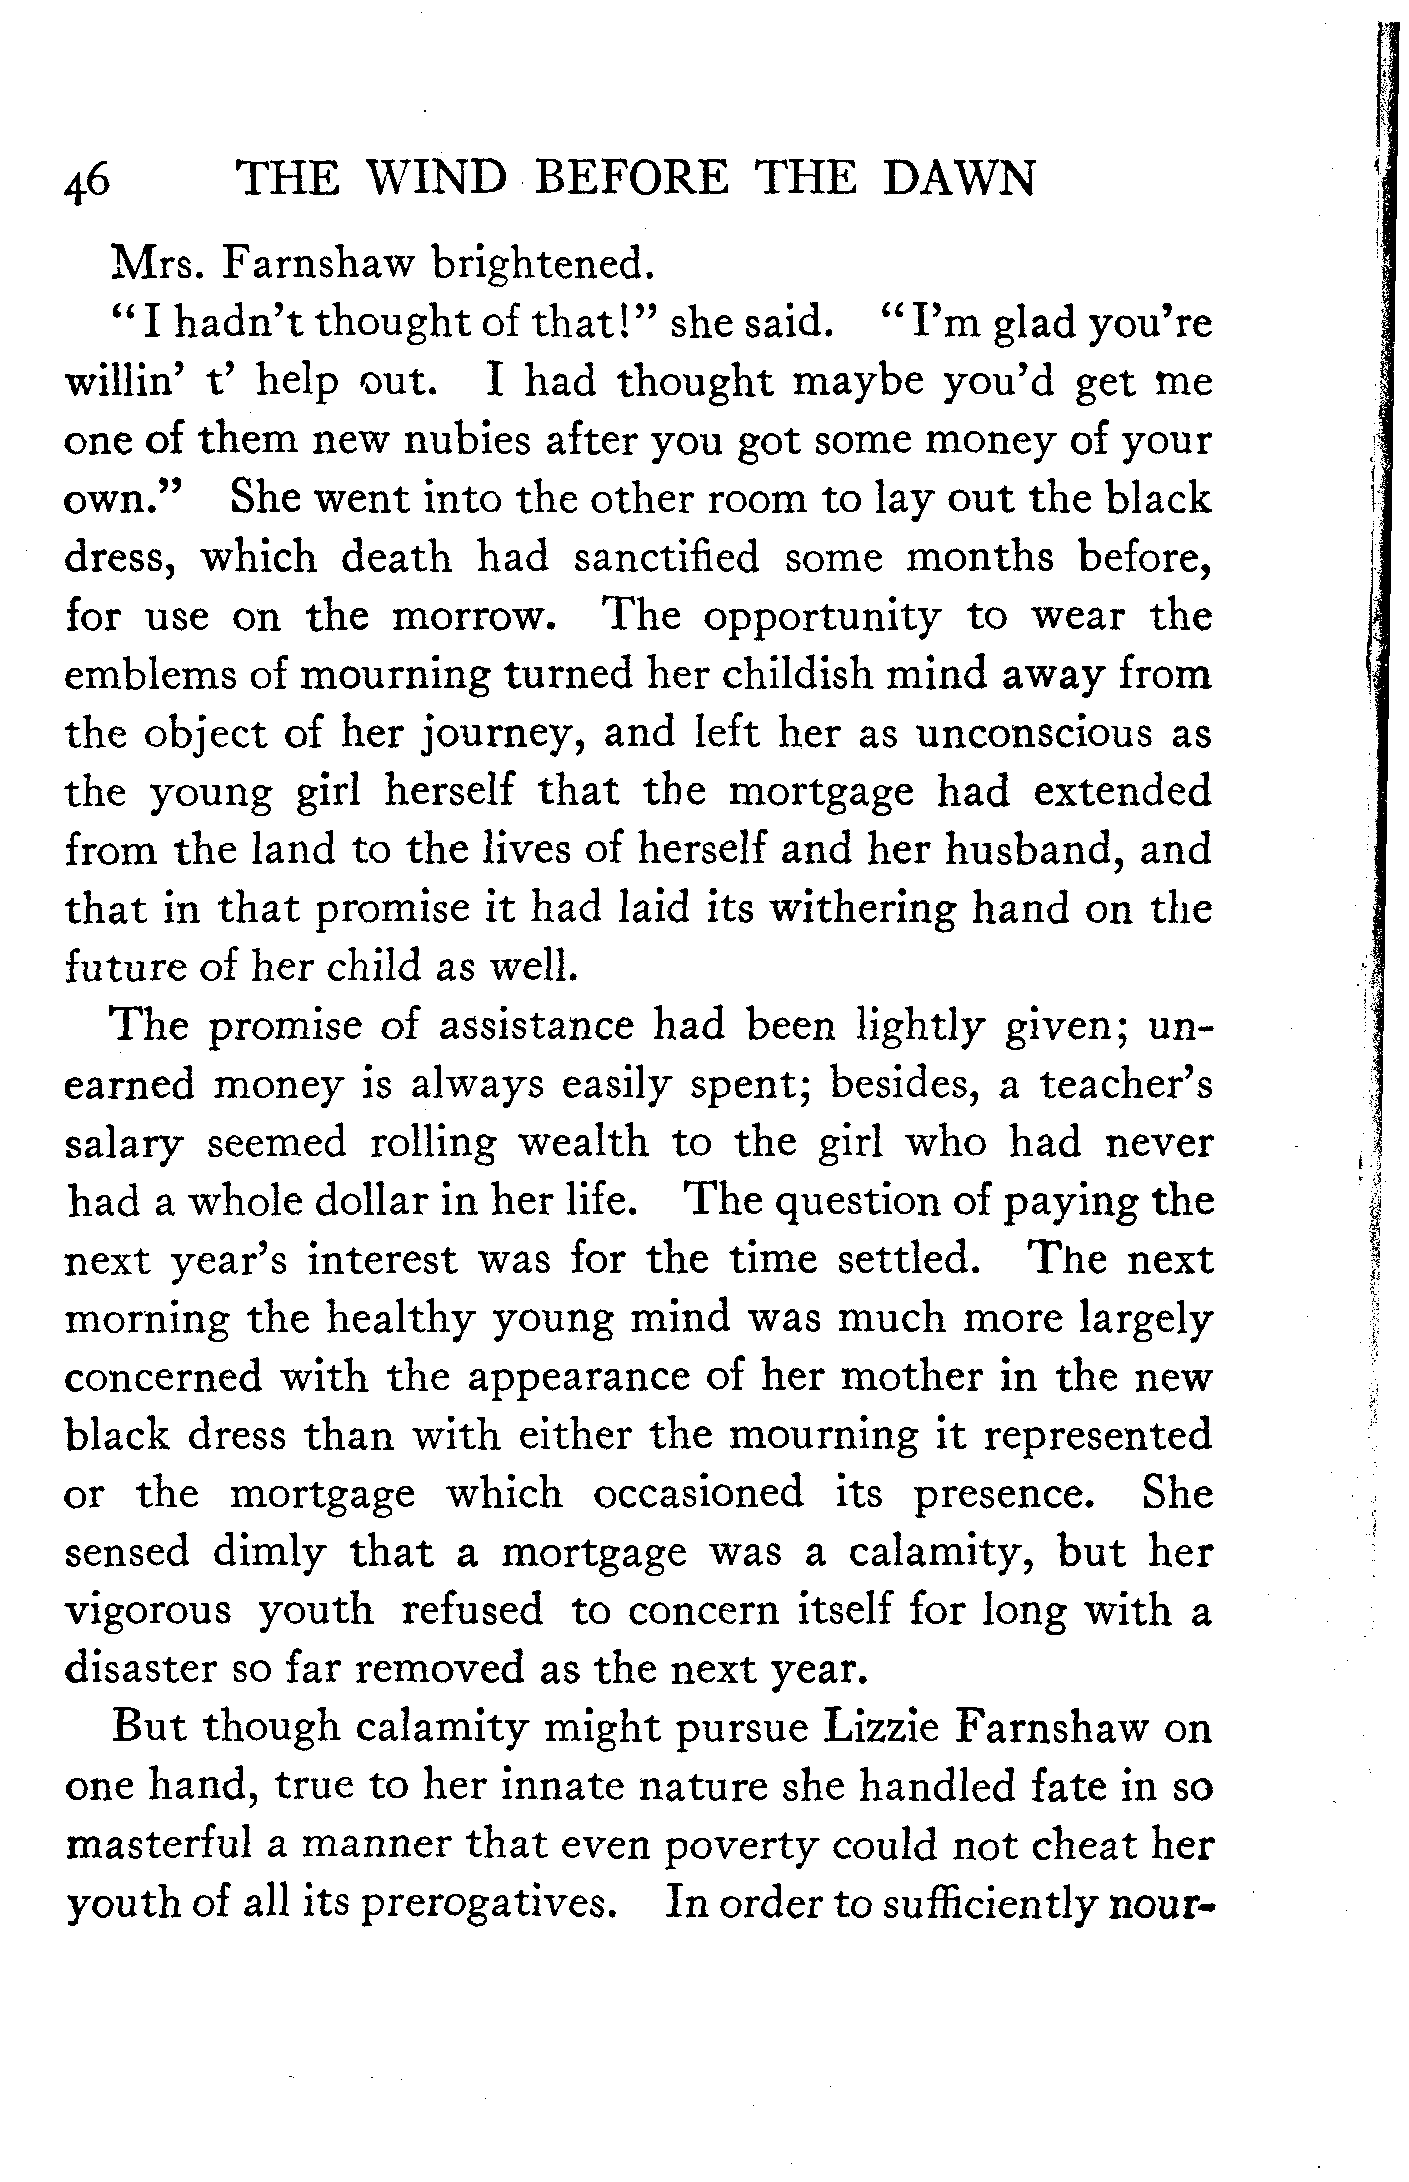 46 THE WIND BEFORE THE DAWN
Mrs. Farnshaw brightened.
“I hadn’t thought of that!” she said. “I’m glad you’re
willin’ t’ help out. I had thought maybe you’d get me
one of them new nubies after you got some money of your
own.” She went into the other room to lay out the black
dress, which death had sanctified some months before,
for use on the morrow. The opportunity to wear the
emblems of mourning turned her childish mind away from
the object of her journey, and left her as unconscious as
the young girl herself that the mortgage had extended
from the land to the lives of herself and her husband, and
that in that promise it had laid its withering hand on the
future of her child as well.
The promise of assistance had been lightly given; un-
earned money is always easily spent; besides, a teacher’s
salary seemed rolling wealth to the girl who had never
had a whole dollar in her life. The question of paying the
next year’s interest was for the time settled. The next
morning the healthy young mind was much more largely
concerned with the appearance of her mother in the new
black dress than with either the mourning it represented
or the mortgage which occasioned its presence. She
sensed dimly that a mortgage was a calamity, but her
vigorous youth refused to concern itself for long with a
disaster so far removed as the next year.
But though calamity might pursue Lizzie Farnshaw on
one hand, true to her innate nature she handled fate in so
masterful a manner that even poverty could not cheat her
youth of all its prerogatives. In order to sufficiently nour-